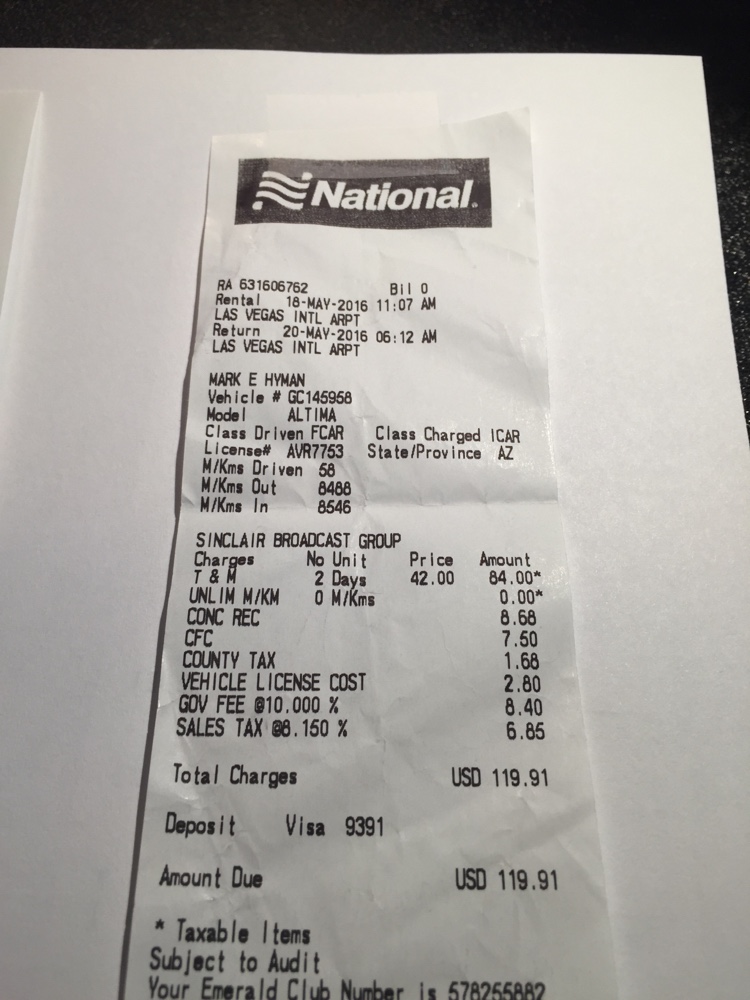 National.
RA 631606762 Bil 0
Rental 18-MAY-2016 11:07 AM
LAS VEGAS INTL ARPT
Return 20-MAY-2016 06:12 AM
LAS VEGAS INTL ARPT
MARK E HYMAN
Vehicle # GC145958
Model ALTIMA
Class Driven FCAR Class Charged ICAR
License# AVR7753 State/Province AZ
M/Kms Driven 58
M/Kms Out 8488
M/Kms In 8546
SINCLAIR BROADCAST GROUP
Charges No Unit Price Amount
T & M 2 Days 42.00 84.00*
UNLIM M/KM 0 M/Kms 0.00*
CONC REC 8.68
CFC 7.50
COUNTY TAX 1.68
VEHICLE LICENSE COST 2.80
GOV FEE @10.000 % 8.40
SALES TAX @8.150 % 6.85
Total Charges USD 119.91
Deposit Visa 9391
Amount Due USD 119.91
* Taxable Items
Subject to Audit
Your Emerald Club Number is 578255882